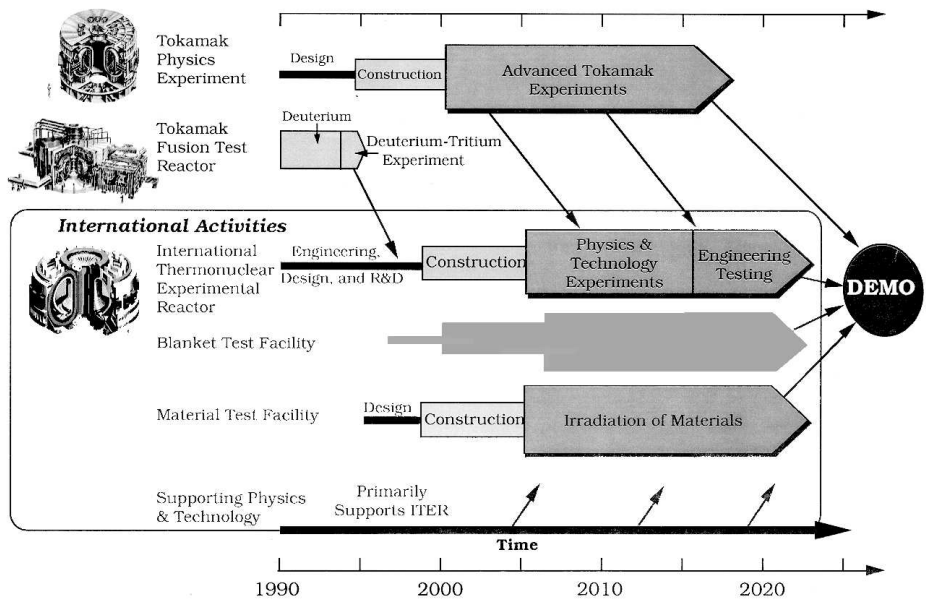 Tokamak
Physics
Experiment
Design
Construction
Advanced Tokamak
Experiments
Tokamak
Fusion Test
Reactor
Deuterium
Deuterium-Tritium
Experiment
International Activities
International
Thermonuclear
Experimental
Reactor
Engineering,
Design, and R&D
Construction
Physics &
Technology
Experiments
Engineering
Testing
DEMO
Blanket Test Facility
Material Test Facility
Design
Construction
Irradiation of Materials
Supporting Physics
& Technology
Primarily
Supports ITER
Time
1990 2000 2010 2020